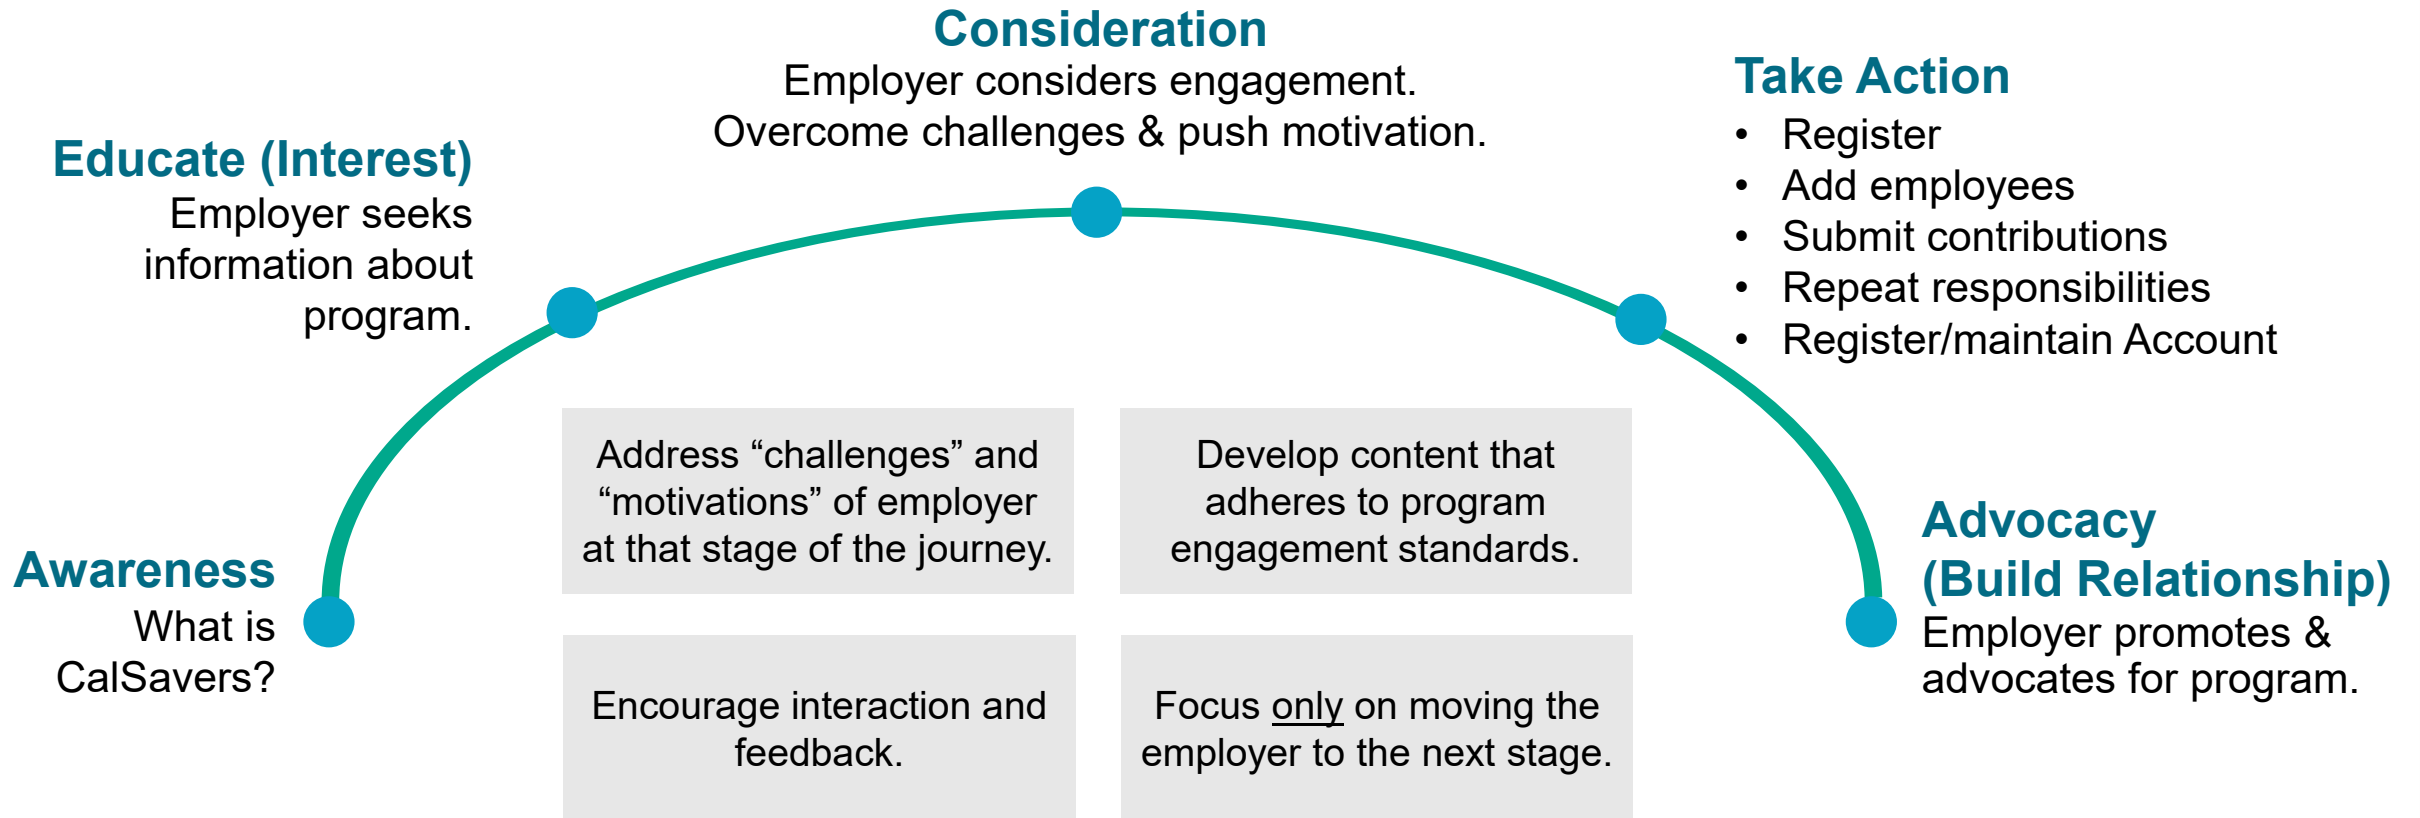 Awareness
What is
CalSavers?
Educate (Interest)
Employer seeks
information about
program.
Consideration
Employer considers engagement.
Overcome challenges & push motivation.
Take Action
• Register
• Add employees
• Submit contributions
• Repeat responsibilities
• Register/maintain Account
Advocacy
(Build Relationship)
Employer promotes &
advocates for program.
Address “challenges” and
“motivations” of employer
at that stage of the journey.
Develop content that
adheres to program
engagement standards.
Encourage interaction and
feedback.
Focus only on moving the
employer to the next stage.